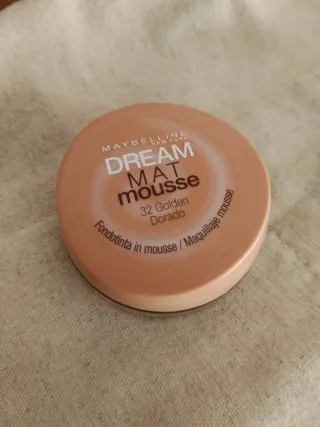 MAYBELLINE
NEW YORK
DREAM
MAT
mousse
32 Golden
Dorado
Fondotinta in mousse / Maquillaje mousse